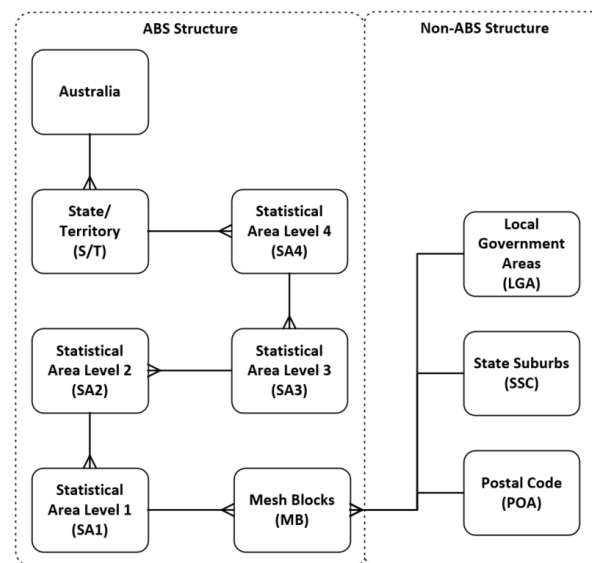 ABS Structure
Non-ABS Structure
Australia
State/
Territory
(S/T)
Statistical
Area Level 4
(SA4)
Local
Government
Areas
(LGA)
Statistical
Area Level 2
(SA2)
Statistical
Area Level 3
(SA3)
State Suburbs
(SSC)
Statistical
Area Level 1
(SA1)
Mesh Blocks
(MB)
Postal Code
(POA)